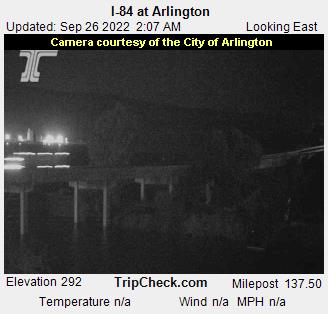 I-84 at Arlington
Updated: Sep 26 2022 2:07 AM Looking East
Camera courtesy of the City of Arlington
Elevation 292 TripCheck.com Milepost 137.50
Temperature n/a Wind n/a MPH n/a